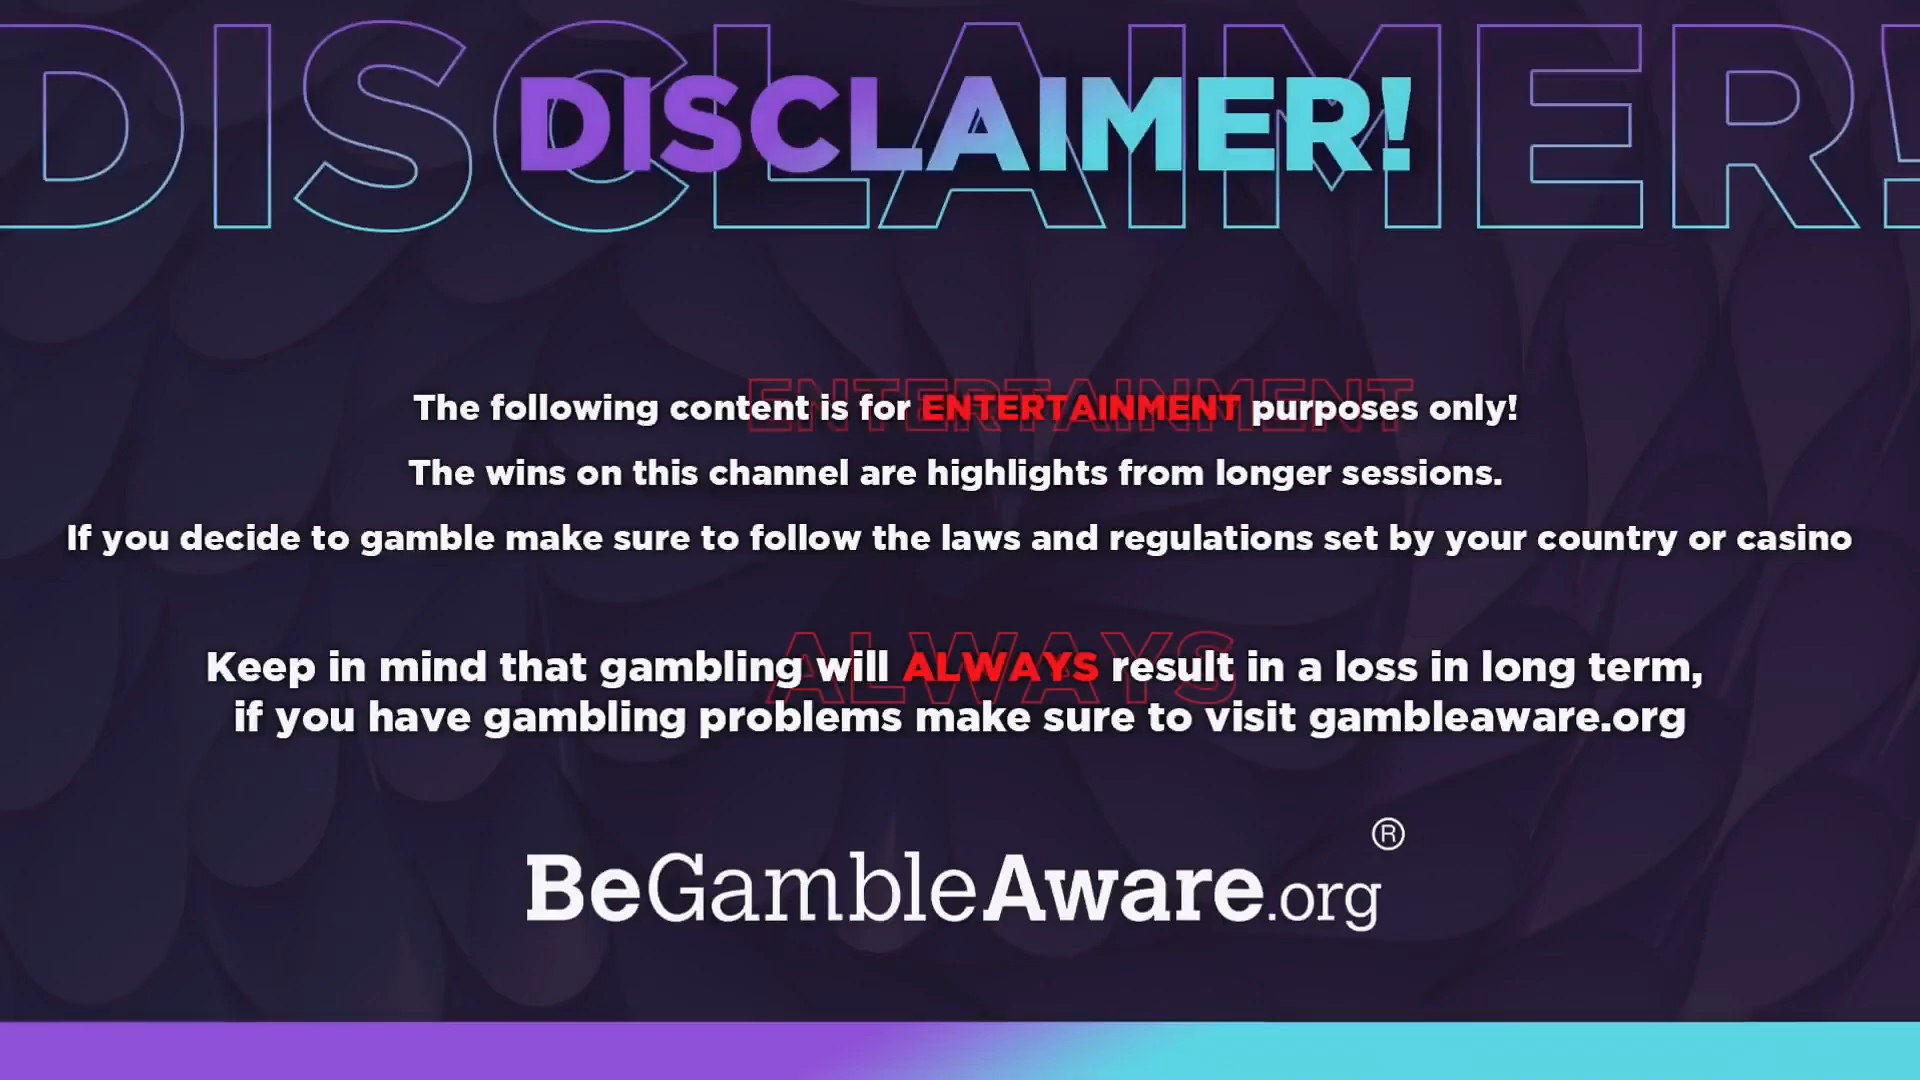 DISCLAIMER!
DISCLAIMER!
ENTERTAINMENT
The following content is for ENTERTAINMENT purposes only!
The wins on this channel are highlights from longer sessions.
If you decide to gamble make sure to follow the laws and regulations set by your country or casino
ALWAYS
Keep in mind that gambling will ALWAYS result in a loss in long term,
if you have gambling problems make sure to visit gambleaware.org
BeGambleAware.org®